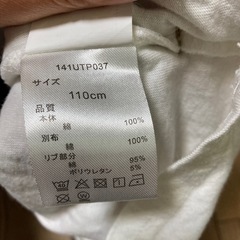 141UTP037
サイズ
110cm
品質
本体
綿 100%
別布
綿 100%
リブ部分
綿 95%
ポリウレタン 5%